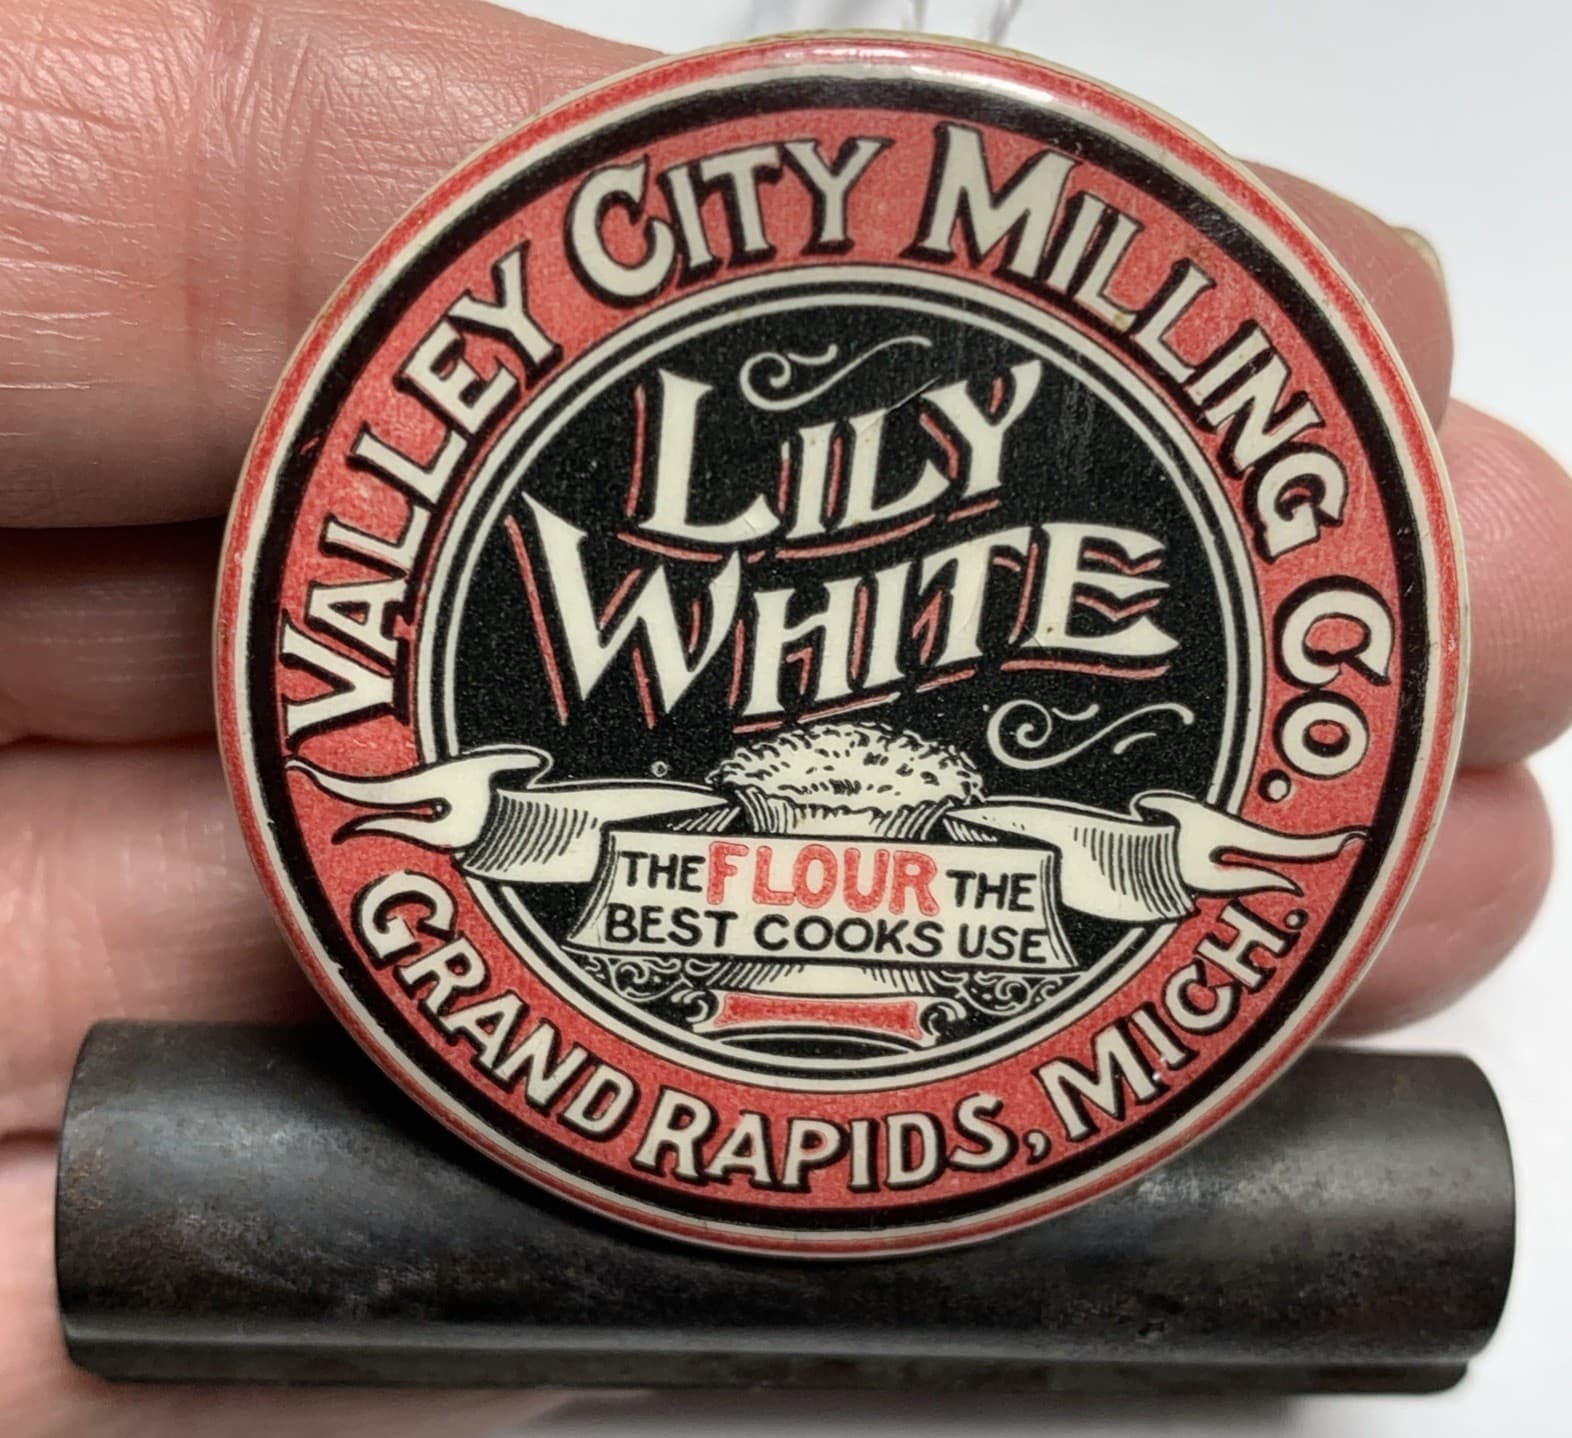 VALLEY CITY MILLING CO.
LILY
WHITE
THE FLOUR THE
BEST COOKS USE
GRAND RAPIDS, MICH.